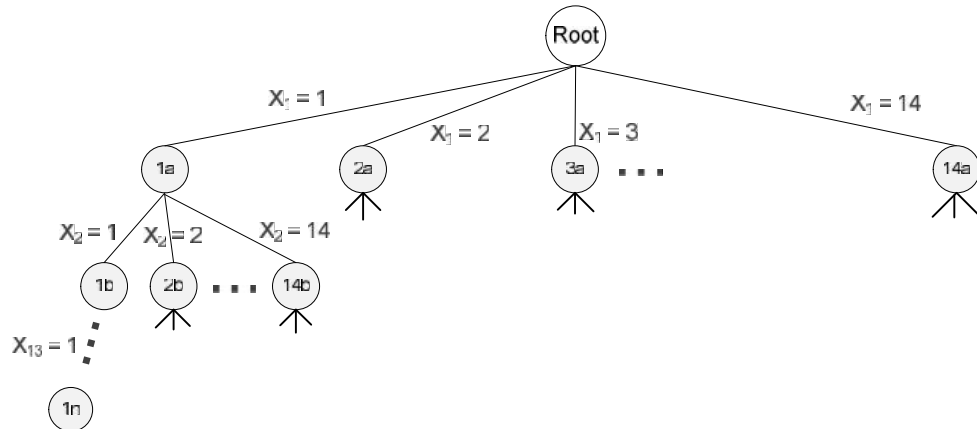 Root
X₁ = 1
X₁ = 2
X₁ = 3
X₁ = 14
1a
2a
3a
14a
X₂ = 1
X₂ = 2
X₂ = 14
1b
2b
14b
X₁₃ = 1
1n